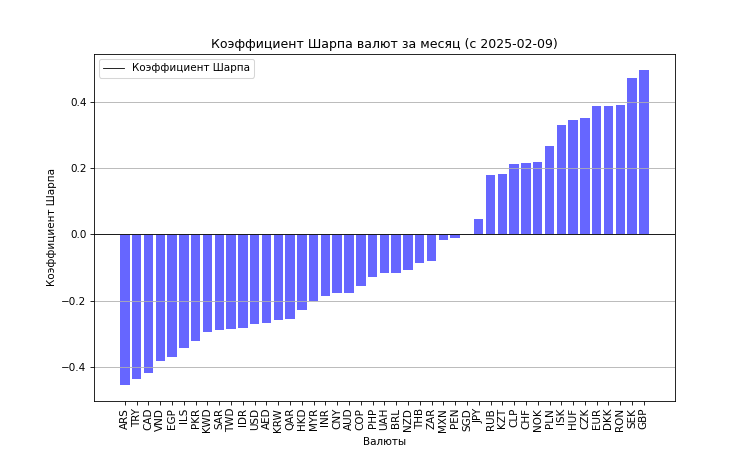 Коэффициент Шарпа валют за месяц (с 2025-02-09)
Коэффициент Шарпа
Коэффициент Шарпа
0.4
0.2
0.0
−0.2
−0.4
ARS TRY CAD VND EGP ILS PKR KWD SAR TWD IDR USD AED KRW QAR HKD MYR INR CNY AUD COP PHP UAH BRL NZD THB ZAR MXN PEN SGD JPY RUB KZT CLP CHF NOK PLN ISK HUF CZK EUR DKK RON SEK GBP
Валюты